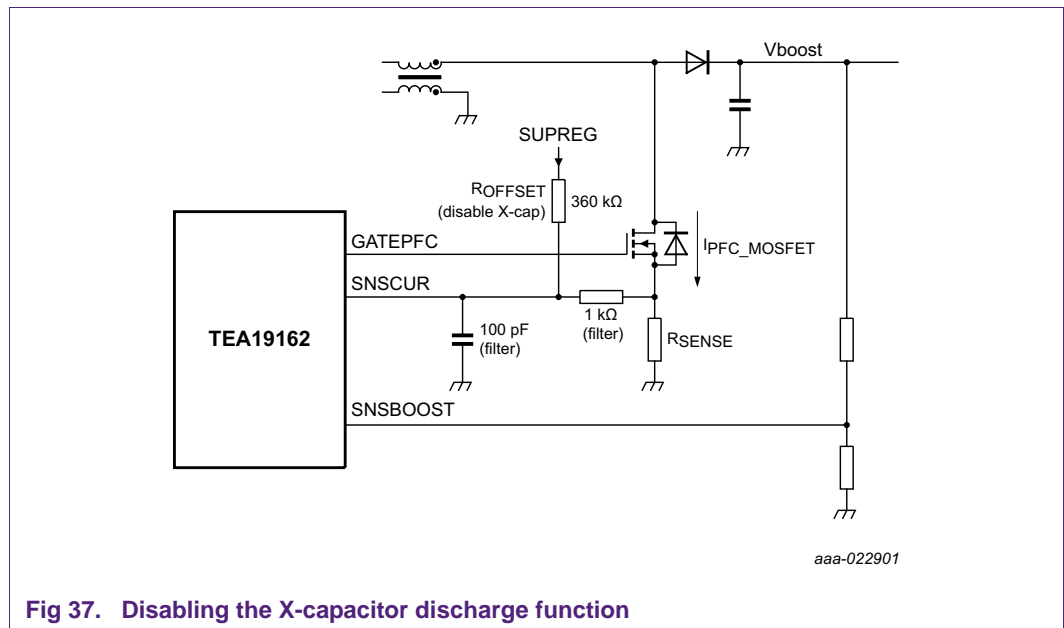 Vboost
SUPREG
ROFFSET
(disable X-cap)
360 kΩ
GATEPFC
IPFC_MOSFET
SNSCUR
TEA19162
100 pF
(filter)
1 kΩ
(filter)
RSENSE
SNSBOOST
aaa-022901
Fig 37. Disabling the X-capacitor discharge function